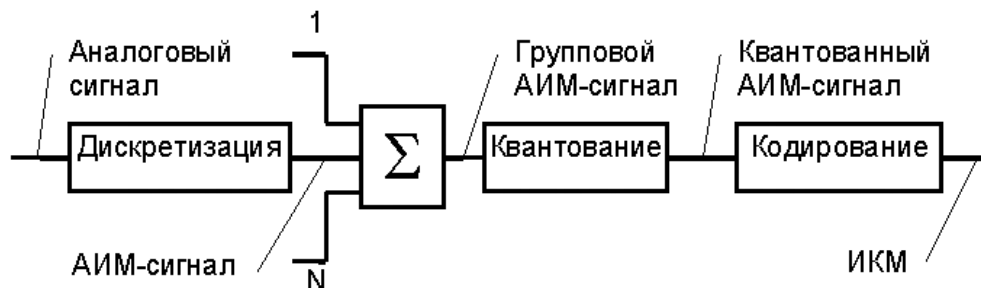 1
Аналоговый
сигнал
Групповой
АИМ-сигнал
Квантованный
АИМ-сигнал
Дискретизация
Σ
Квантование
Кодирование
АИМ-сигнал
N
ИКМ